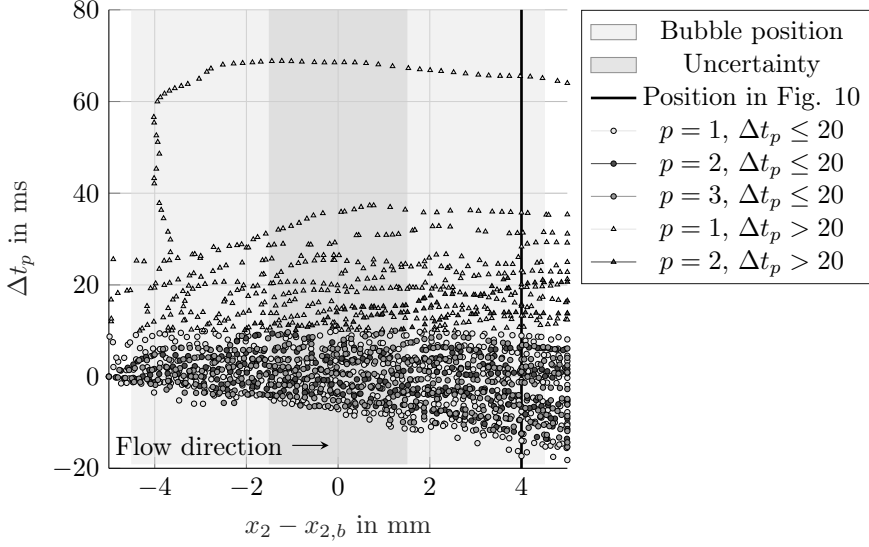 80
60
40
20
0
−20
Δt_p in ms
−4
−2
0
2
4
x_2 − x_{2,b} in mm
Flow direction →
Bubble position
Uncertainty
Position in Fig. 10
p = 1, Δt_p ≤ 20
p = 2, Δt_p ≤ 20
p = 3, Δt_p ≤ 20
p = 1, Δt_p > 20
p = 2, Δt_p > 20